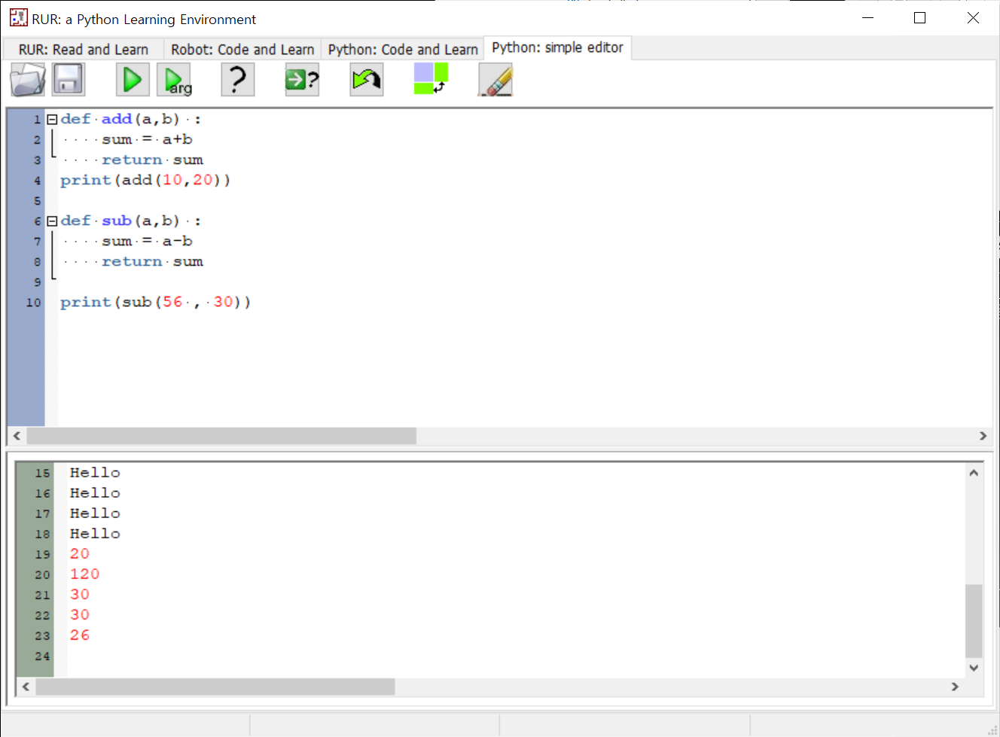 RUR: a Python Learning Environment
RUR: Read and Learn Robot: Code and Learn Python: Code and Learn Python: simple editor
arg ? ?
1 def add(a,b) :
2     sum = a+b
3     return sum
4 print(add(10,20))
5
6 def sub(a,b) :
7     sum = a-b
8     return sum
9
10 print(sub(56 , 30))
15 Hello
16 Hello
17 Hello
18 Hello
19 20
20 120
21 30
22 30
23 26
24